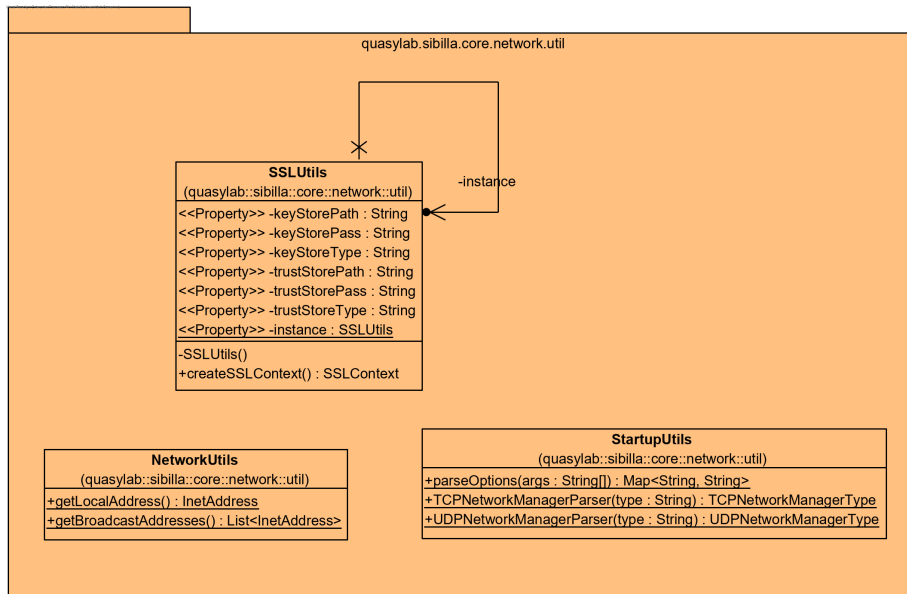 quasylab.sibilla.core.network.util
-instance
SSLUtils
(quasylab::sibilla::core::network::util)
<<Property>> -keyStorePath : String
<<Property>> -keyStorePass : String
<<Property>> -keyStoreType : String
<<Property>> -trustStorePath : String
<<Property>> -trustStorePass : String
<<Property>> -trustStoreType : String
<<Property>> -instance : SSLUtils
-SSLUtils()
+createSSLContext() : SSLContext
NetworkUtils
(quasylab::sibilla::core::network::util)
+getLocalAddress() : InetAddress
+getBroadcastAddresses() : List<InetAddress>
StartupUtils
(quasylab::sibilla::core::network::util)
+parseOptions(args : String[]) : Map<String, String>
+TCPNetworkManagerParser(type : String) : TCPNetworkManagerType
+UDPNetworkManagerParser(type : String) : UDPNetworkManagerType